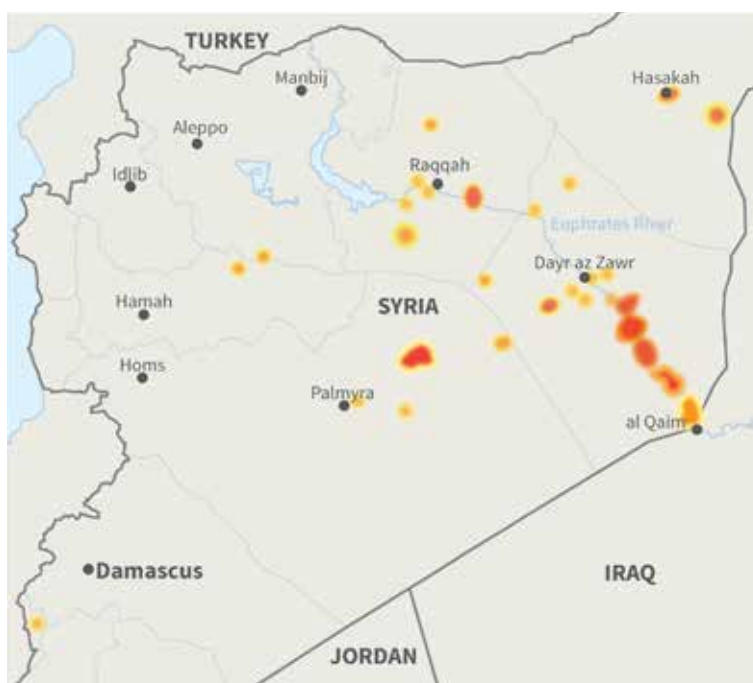 TURKEY
Manbij
Hasakah
Aleppo
Raqqah
Idlib
Euphrates River
Dayr az Zawr
Hamah
SYRIA
Homs
Palmyra
al Qaim
Damascus
IRAQ
JORDAN